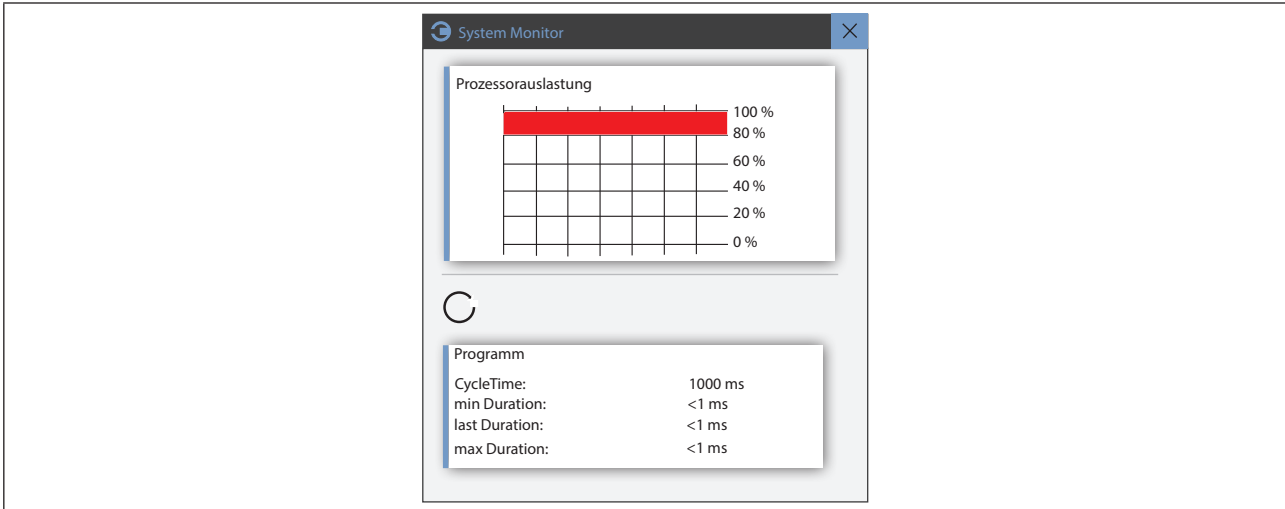 System Monitor
Prozessorauslastung
100 %
80 %
60 %
40 %
20 %
0 %
Programm
CycleTime: 1000 ms
min Duration: <1 ms
last Duration: <1 ms
max Duration: <1 ms